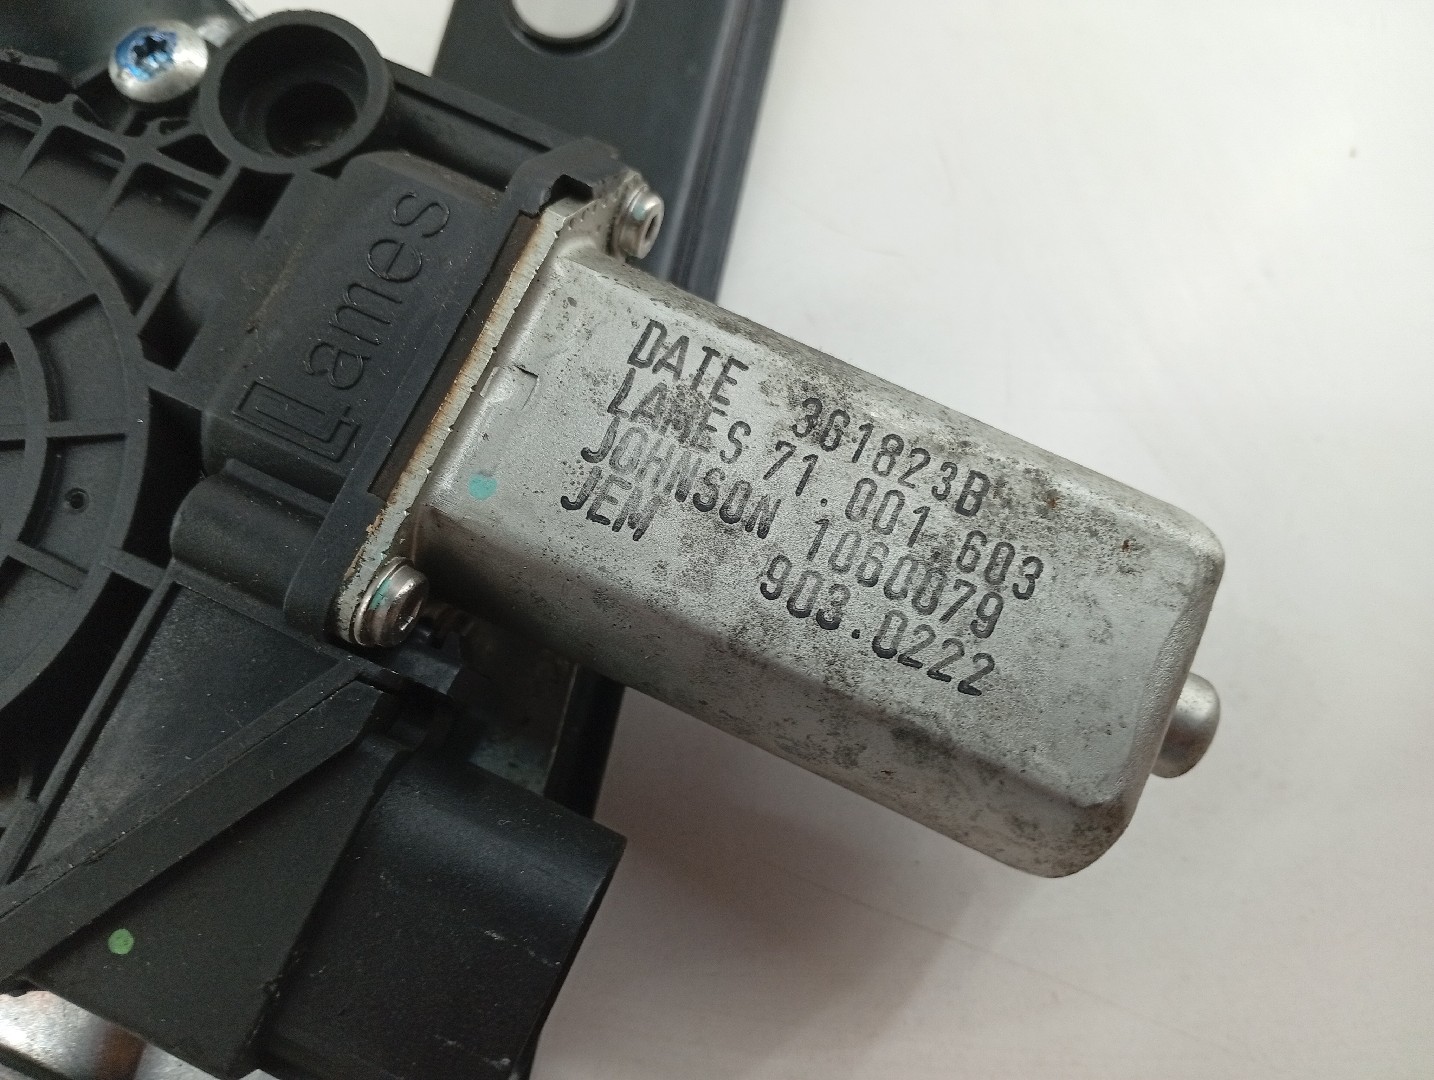 Lames
DATE 361823B
LAMES 71.001.603
JOHNSON 1060079
JEM 903.0222